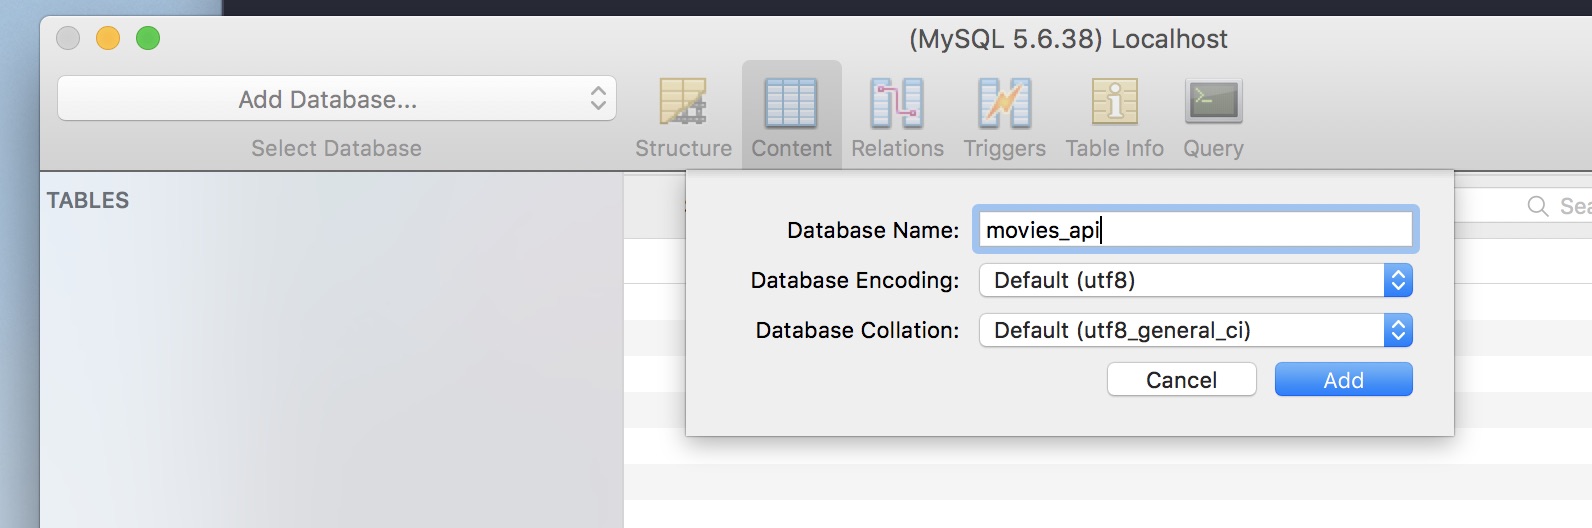 (MySQL 5.6.38) Localhost
Add Database...
Select Database
Structure
Content
Relations
Triggers
Table Info
Query
TABLES
Database Name: movies_api
Database Encoding: Default (utf8)
Database Collation: Default (utf8_general_ci)
Cancel
Add